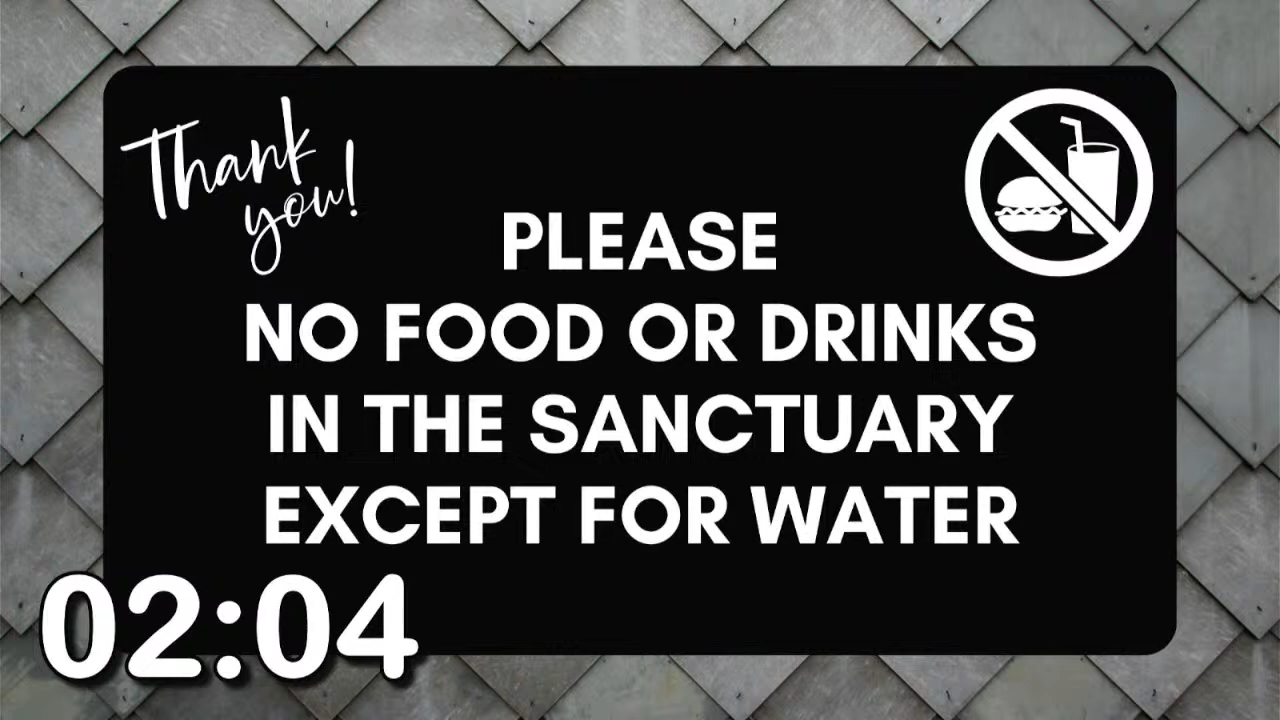 Thank
you!
PLEASE
NO FOOD OR DRINKS
IN THE SANCTUARY
EXCEPT FOR WATER
02:04